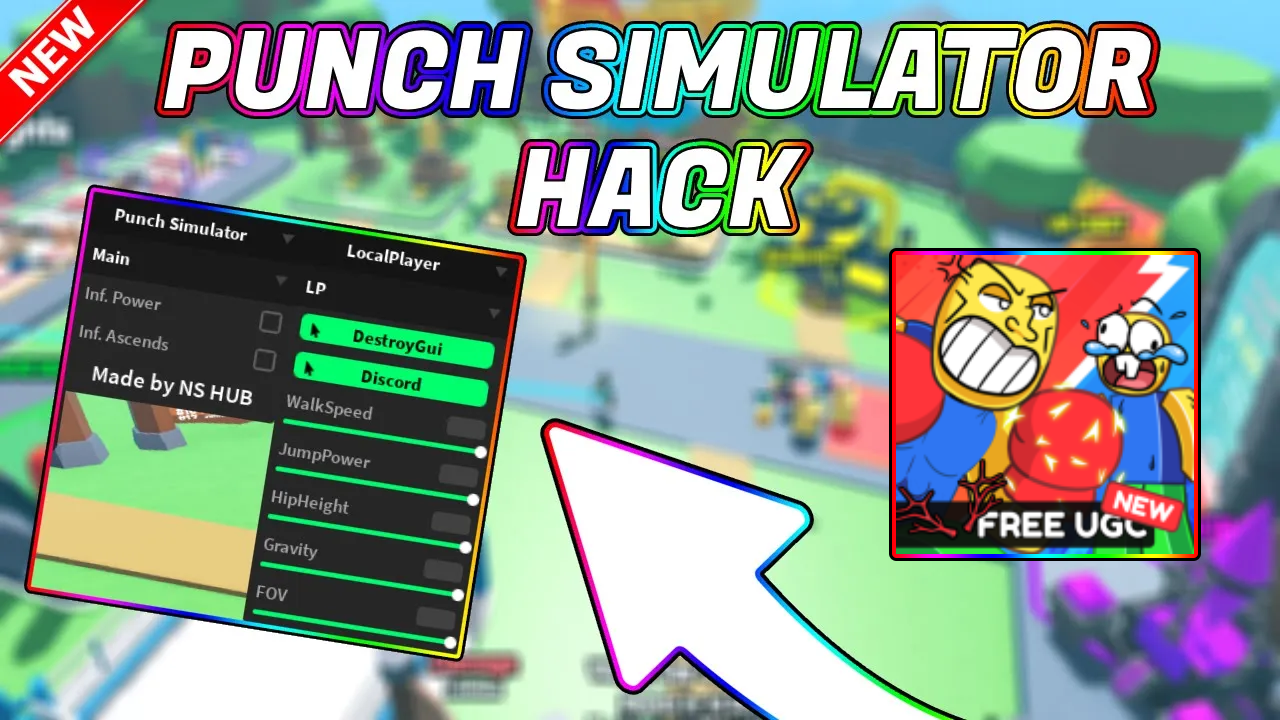 NEW
PUNCH SIMULATOR
HACK
Punch Simulator
LocalPlayer
Main
LP
Inf. Power
Inf. Ascends
Made by NS HUB
DestroyGui
Discord
WalkSpeed
JumpPower
HipHeight
Gravity
FOV
NEW
FREE UGC